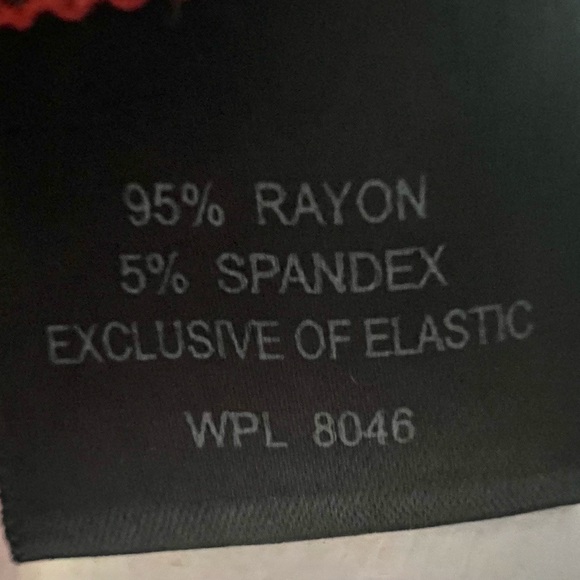 95% RAYON
5% SPANDEX
EXCLUSIVE OF ELASTIC
WPL 8046